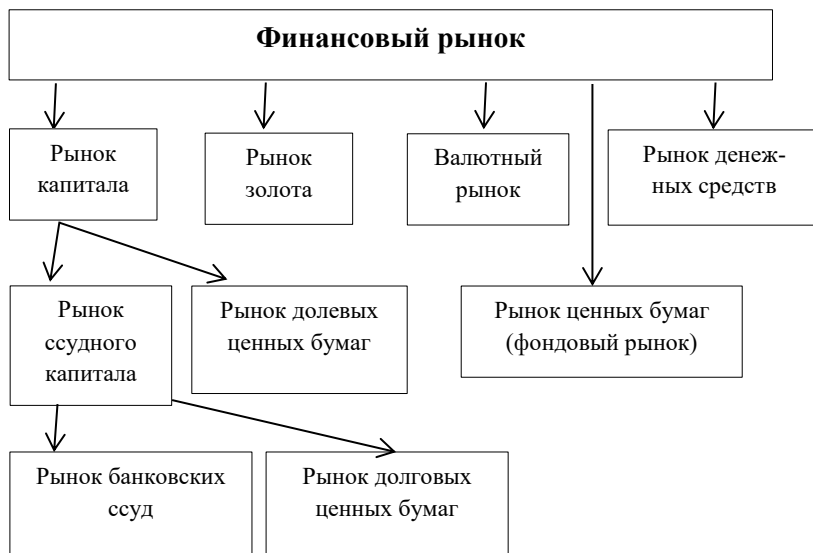 Финансовый рынок
Рынок
капитала
Рынок
золота
Валютный
рынок
Рынок денеж-
ных средств
Рынок
ссудного
капитала
Рынок долевых
ценных бумаг
Рынок ценных бумаг
(фондовый рынок)
Рынок банковских
ссуд
Рынок долговых
ценных бумаг